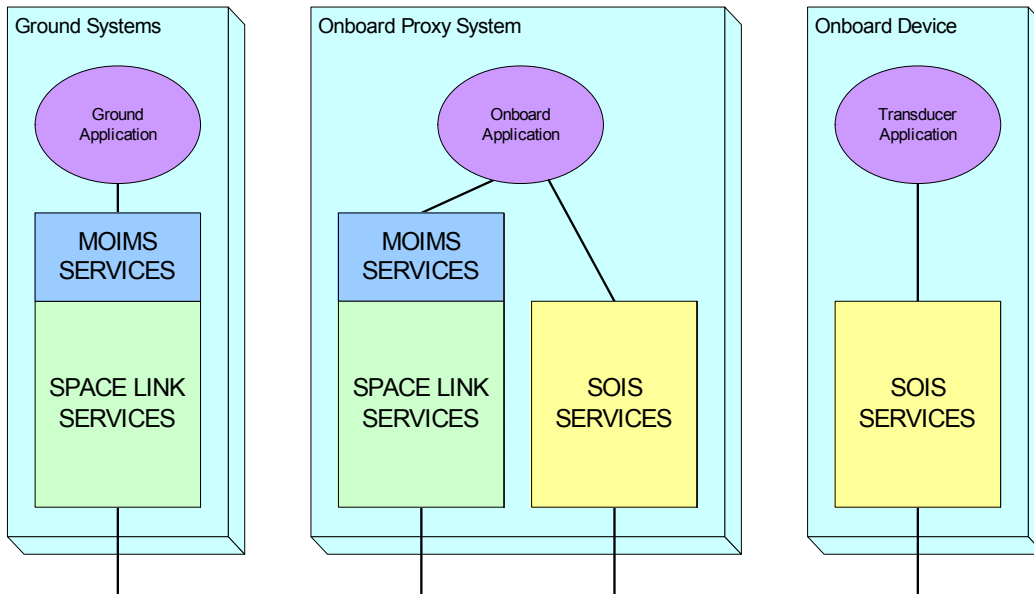 Ground Systems
Ground
Application
MOIMS
SERVICES
SPACE LINK
SERVICES
Onboard Proxy System
Onboard
Application
MOIMS
SERVICES
SPACE LINK
SERVICES
SOIS
SERVICES
Onboard Device
Transducer
Application
SOIS
SERVICES